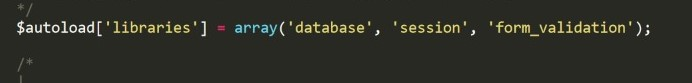 */
$autoload['libraries'] = array('database', 'session', 'form_validation');
/*
|